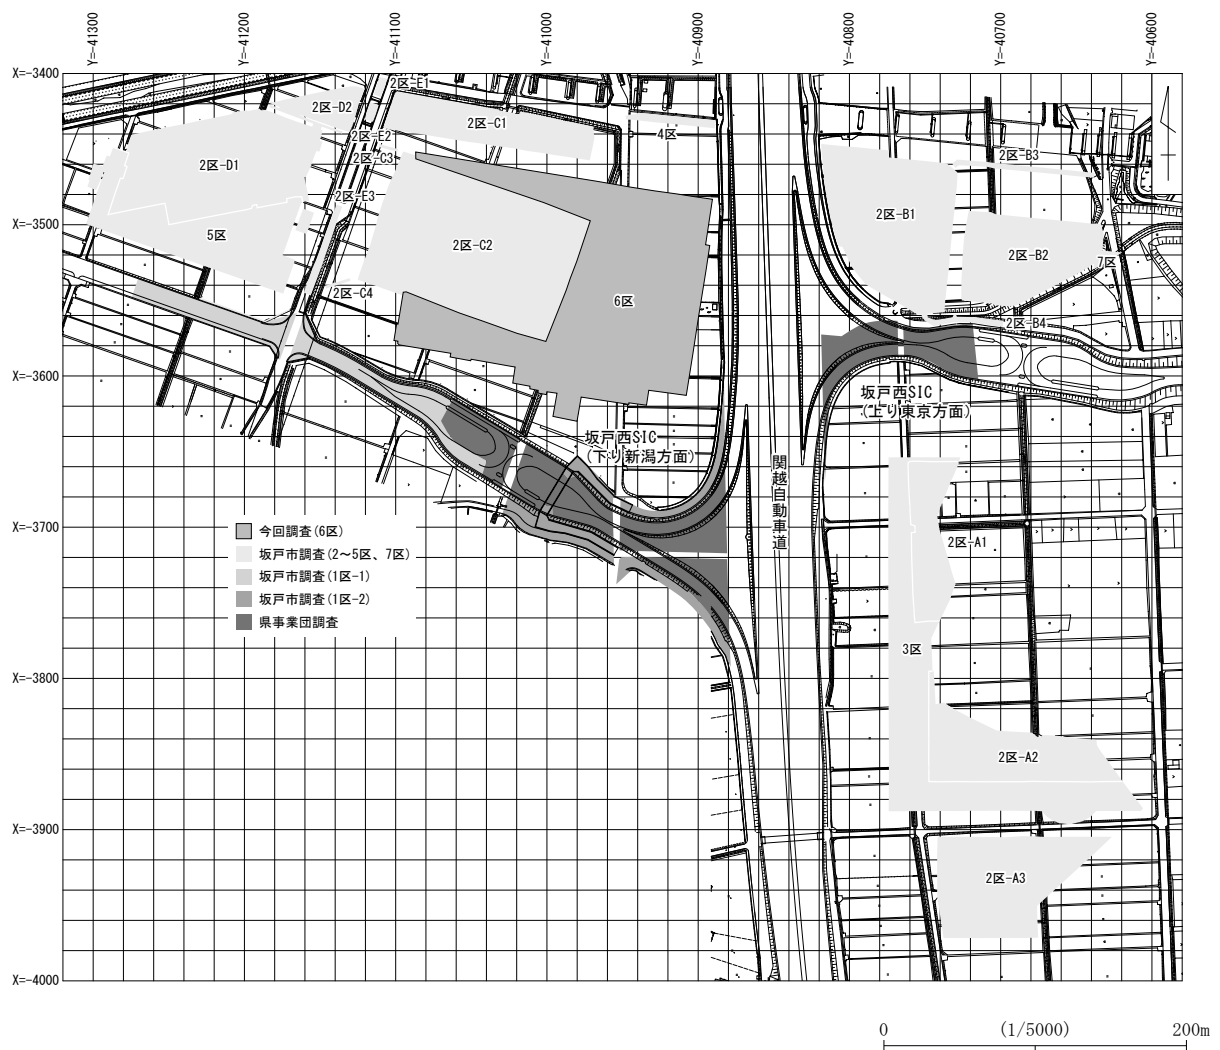 Y=-41300
Y=-41200
Y=-41100
Y=-41000
Y=-40900
Y=-40800
Y=-40700
Y=-40600
X=-3400
X=-3500
X=-3600
X=-3700
X=-3800
X=-3900
X=-4000
2区-E1
2区-D2
2区-C1
2区-E2
4区
2区-C3
2区-B3
2区-D1
2区-E3
2区-B1
5区
2区-C2
2区-B2
7区
2区-C4
6区
2区-B4
坂戸西SIC
(上り東京方面)
坂戸西SIC
(下り新潟方面)
関越自動車道
今回調査(6区)
坂戸市調査(2～5区、7区)
坂戸市調査(1区-1)
坂戸市調査(1区-2)
県事業団調査
2区-A1
3区
2区-A2
2区-A3
0 (1/5000) 200m